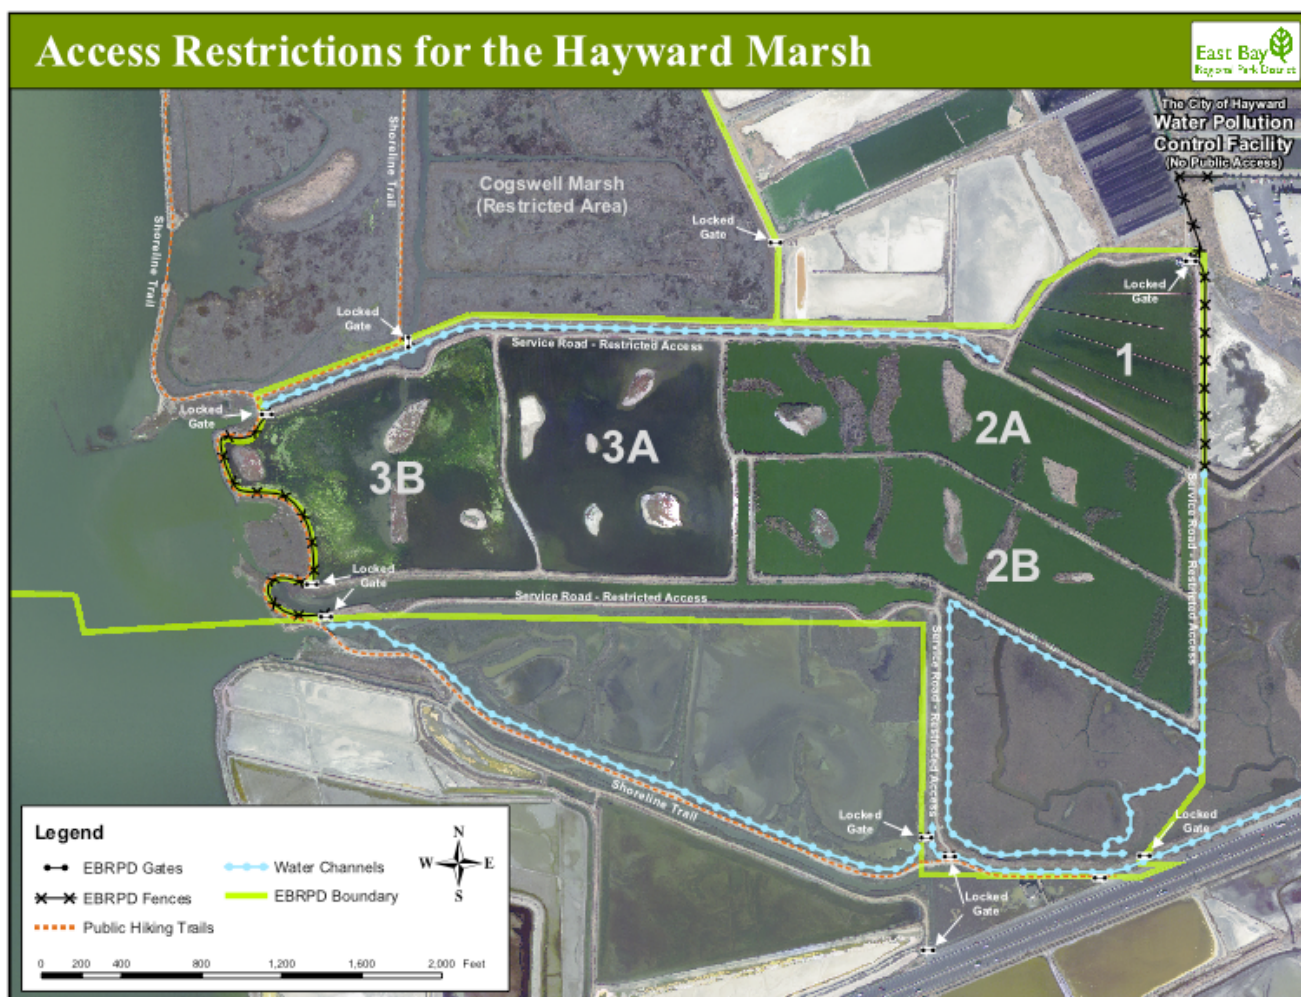 Access Restrictions for the Hayward Marsh
East Bay
Regional Park District
The City of Hayward
Water Pollution
Control Facility
(No Public Access)
Shoreline Trail
Shoreline Trail
Cogswell Marsh
(Restricted Area)
Locked
Gate
Locked
Gate
Locked
Gate
Service Road - Restricted Access
1
Locked
Gate
2A
3A
3B
Service Road - Restricted Access
2B
Locked
Gate
Service Road - Restricted Access
Service Road - Restricted Access
Shoreline Trail
Locked
Gate
Locked
Gate
Locked
Gate
Legend
EBRPD Gates
Water Channels
EBRPD Fences
EBRPD Boundary
Public Hiking Trails
N
W
E
S
0 200 400 800 1,200 1,600 2,000 Feet